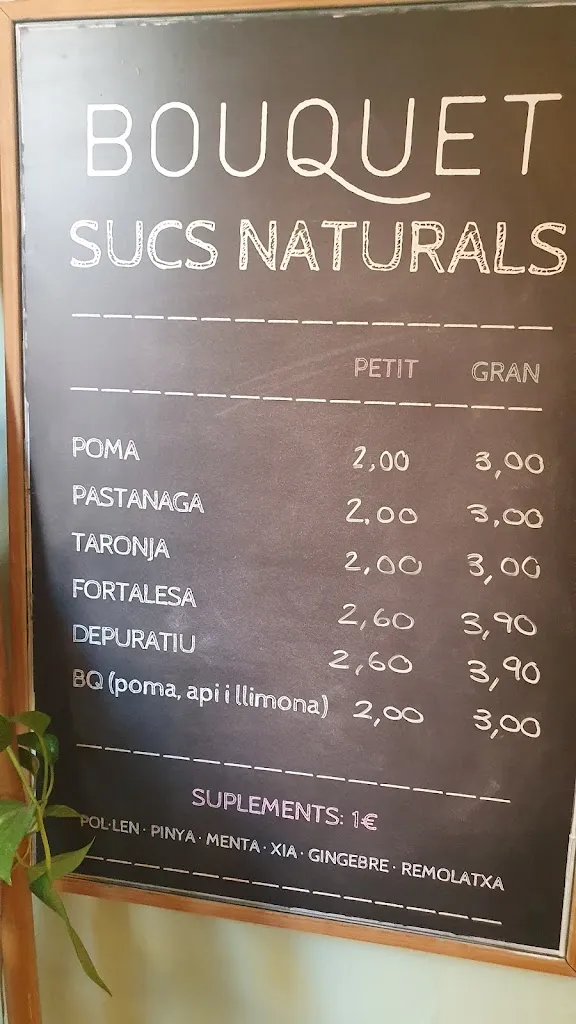 BOUQUET
SUCS NATURALS
PETIT GRAN
POMA 2,00 3,00
PASTANAGA 2,00 3,00
TARONJA 2,00 3,00
FORTALESA 2,60 3,90
DEPURATIU 2,60 3,90
BQ (poma, api i llimona) 2,00 3,00
SUPLEMENTS: 1€
POL·LEN · PINYA · MENTA · XIA · GINGEBRE · REMOLATXA